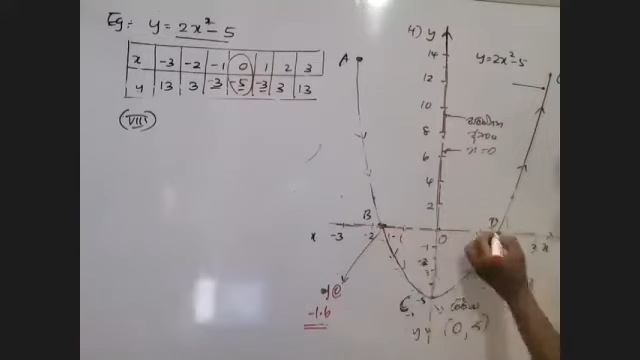 Eg:- y = 2x² - 5
x -3 -2 -1 0 1 2 3
y 13 3 -3 -5 -3 3 13
VIII
4) y
A
14
y = 2x² - 5
12
10
8
6
x = 0
4
2
B
D
x -3 -2 -1 0 3 x
-1
-2
-1.6
C -5
(0, -5)